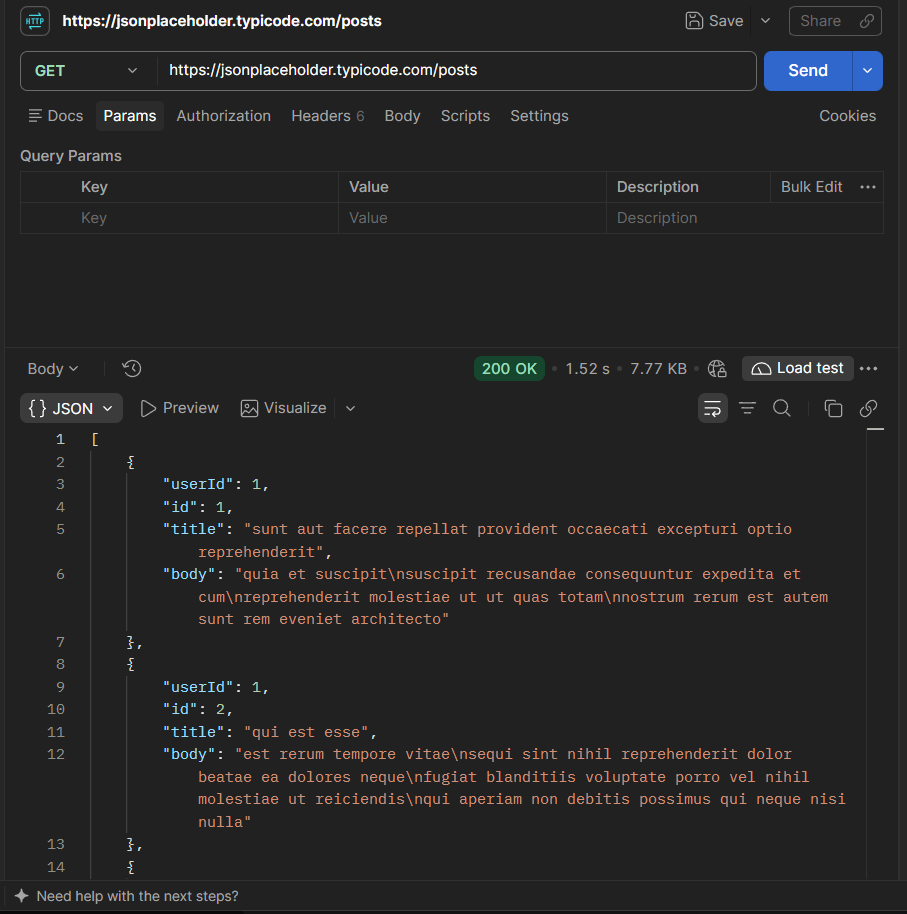 HTTP https://jsonplaceholder.typicode.com/posts Save Share
GET https://jsonplaceholder.typicode.com/posts Send
Docs Params Authorization Headers 6 Body Scripts Settings Cookies
Query Params
Key Value Description Bulk Edit
Key Value Description
Body 200 OK 1.52 s 7.77 KB Load test
{} JSON Preview Visualize
1 [
2 {
3 "userId": 1,
4 "id": 1,
5 "title": "sunt aut facere repellat provident occaecati excepturi optio
reprehenderit",
6 "body": "quia et suscipit\nsuscipit recusandae consequuntur expedita et
cum\nreprehenderit molestiae ut ut quas totam\nnostrum rerum est autem
sunt rem eveniet architecto"
7 },
8 {
9 "userId": 1,
10 "id": 2,
11 "title": "qui est esse",
12 "body": "est rerum tempore vitae\nsequi sint nihil reprehenderit dolor
beatae ea dolores neque\nfugiat blanditiis voluptate porro vel nihil
molestiae ut reiciendis\nqui aperiam non debitis possimus qui neque nisi
nulla"
13 },
14 {
Need help with the next steps?